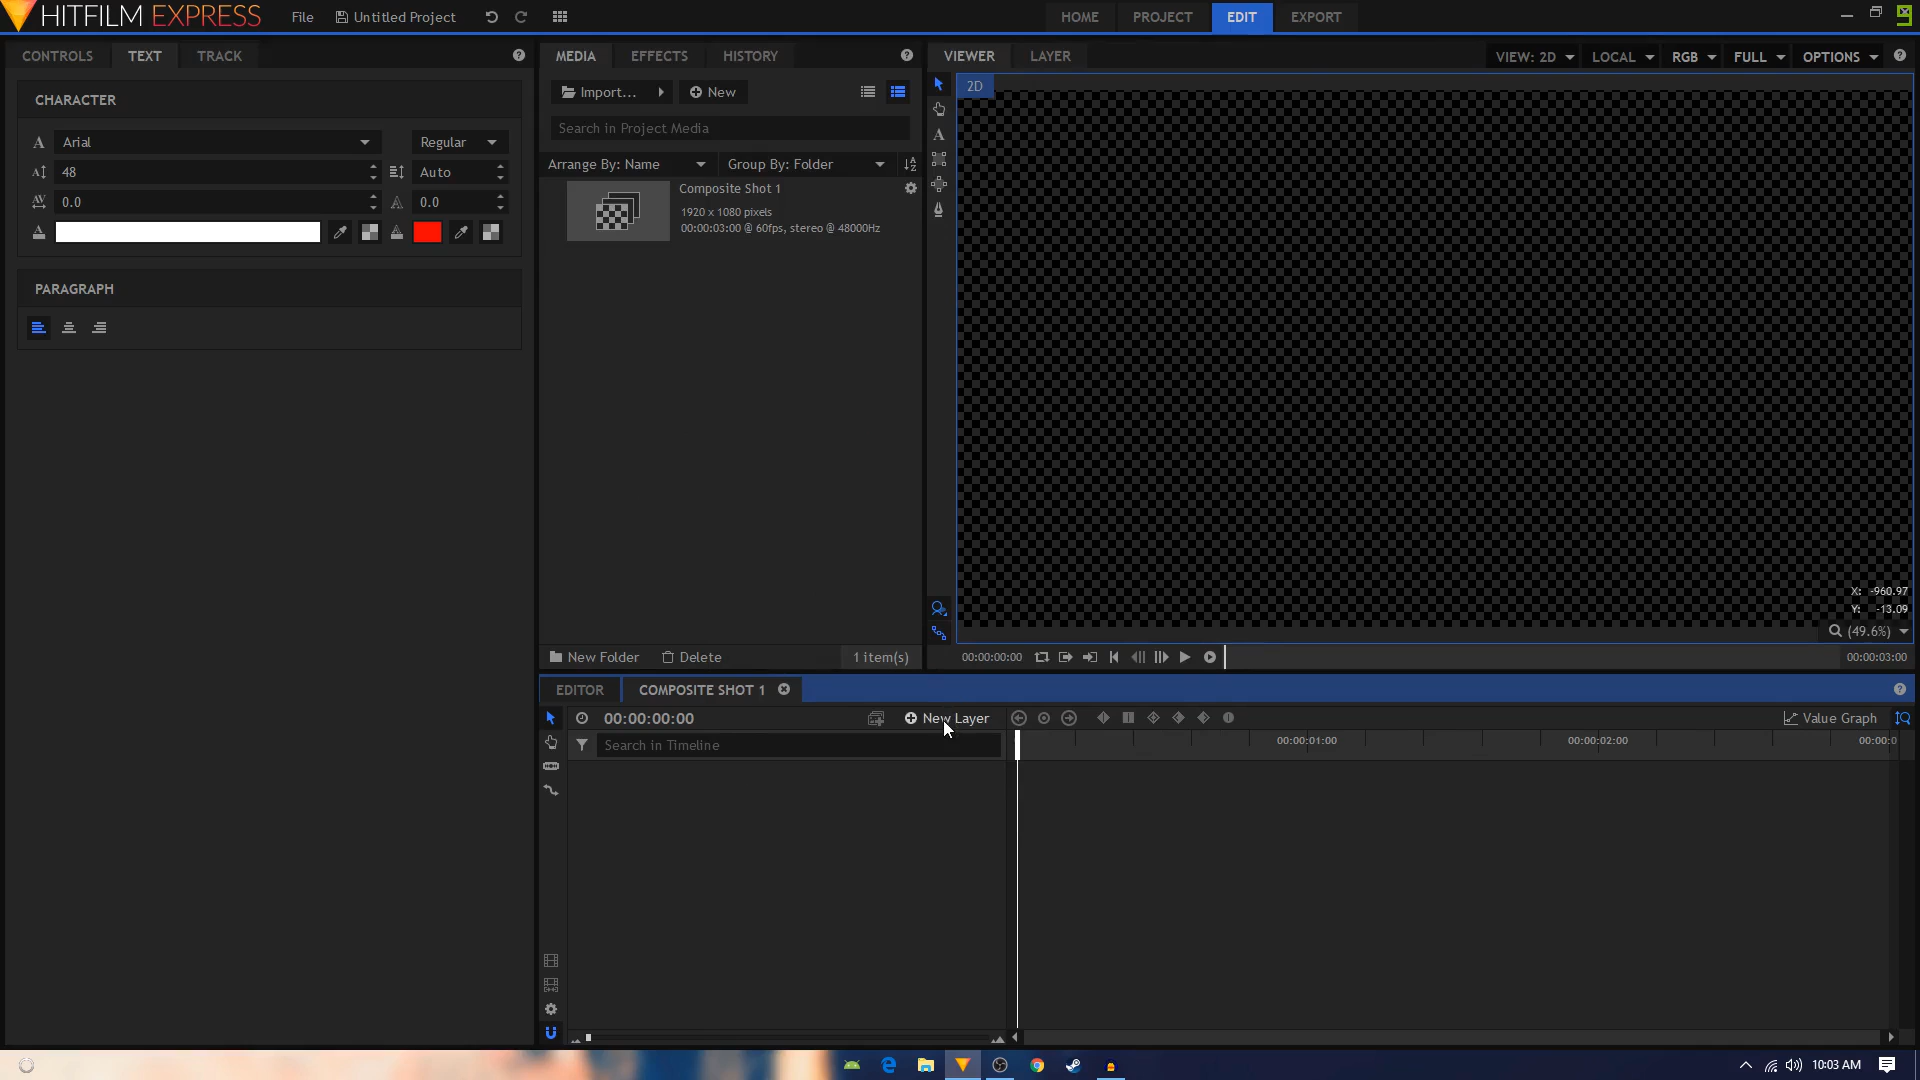 HITFILM EXPRESS File Untitled Project HOME PROJECT EDIT EXPORT
CONTROLS TEXT TRACK
CHARACTER
Arial Regular
48 Auto
0.0 0.0
PARAGRAPH
MEDIA EFFECTS HISTORY
Import... New
Search in Project Media
Arrange By: Name Group By: Folder
Composite Shot 1
1920 x 1080 pixels
00:00:03:00 @ 60fps, stereo @ 48000Hz
New Folder Delete 1 item(s)
VIEWER LAYER VIEW: 2D LOCAL RGB FULL OPTIONS
2D
X: -960.97
Y: -13.09
(49.6%)
00:00:00:00 00:00:03:00
EDITOR COMPOSITE SHOT 1
00:00:00:00 New Layer Value Graph
Search in Timeline 00:00:01:00 00:00:02:00 00:00:0
10:03 AM